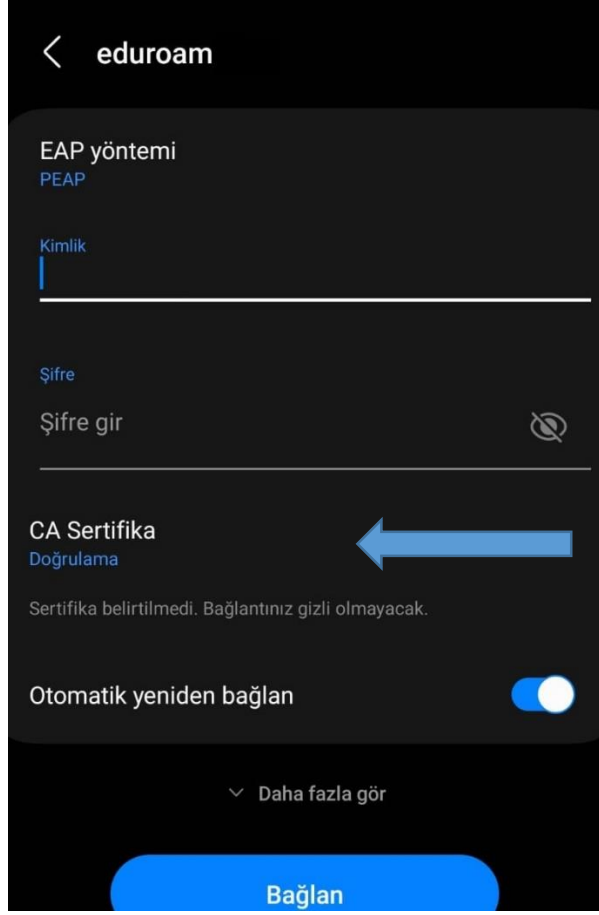 eduroam
EAP yöntemi
PEAP
Kimlik
Şifre
Şifre gir
CA Sertifika
Doğrulama
Sertifika belirtilmedi. Bağlantınız gizli olmayacak.
Otomatik yeniden bağlan
Daha fazla gör
Bağlan